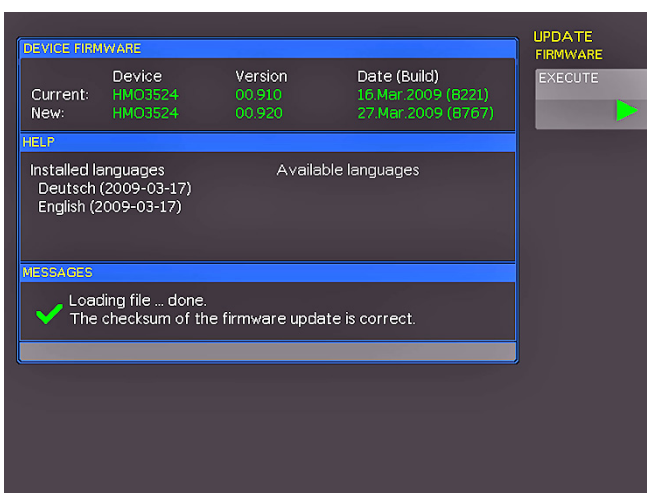 UPDATE
FIRMWARE
EXECUTE
DEVICE FIRMWARE
Device Version Date (Build)
Current: HMO3524 00.910 16.Mar.2009 (8221)
New: HMO3524 00.920 27.Mar.2009 (8767)
HELP
Installed languages Available languages
Deutsch (2009-03-17)
English (2009-03-17)
MESSAGES
Loading file ... done.
The checksum of the firmware update is correct.